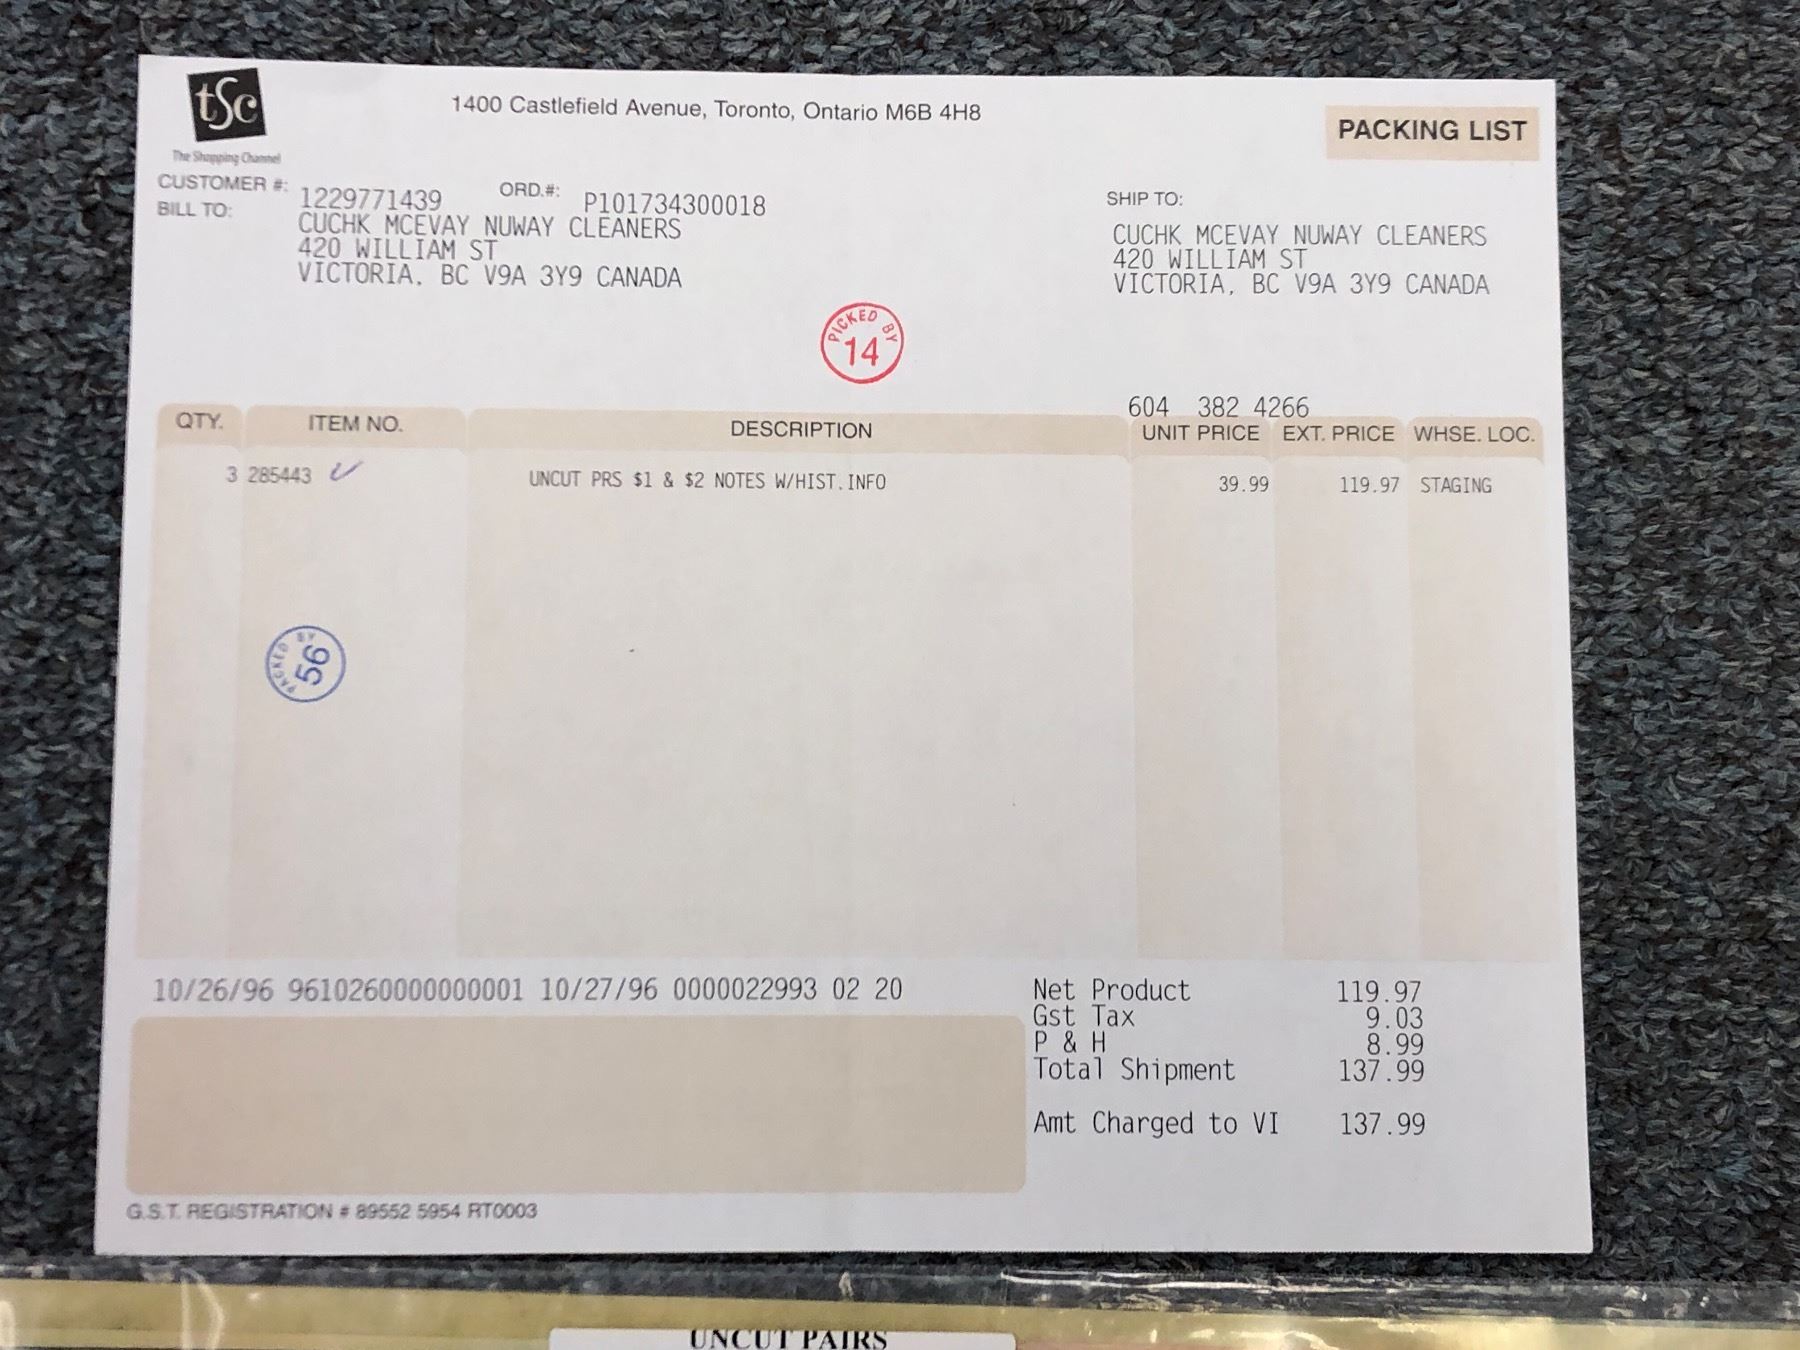 tSc
The Shopping Channel
1400 Castlefield Avenue, Toronto, Ontario M6B 4H8
PACKING LIST
CUSTOMER #: 1229771439 ORD.#: P101734300018
BILL TO: CUCHK MCEVAY NUWAY CLEANERS
420 WILLIAM ST
VICTORIA, BC V9A 3Y9 CANADA
SHIP TO:
CUCHK MCEVAY NUWAY CLEANERS
420 WILLIAM ST
VICTORIA, BC V9A 3Y9 CANADA
PICKED BY
14
604 382 4266
QTY. ITEM NO. DESCRIPTION UNIT PRICE EXT. PRICE WHSE. LOC.
3 285443 UNCUT PRS $1 & $2 NOTES W/HIST.INFO 39.99 119.97 STAGING
PACKED BY
56
10/26/96 9610260000000001 10/27/96 0000022993 02 20
Net Product 119.97
Gst Tax 9.03
P & H 8.99
Total Shipment 137.99
Amt Charged to VI 137.99
G.S.T. REGISTRATION # 89552 5954 RT0003
UNCUT PAIRS